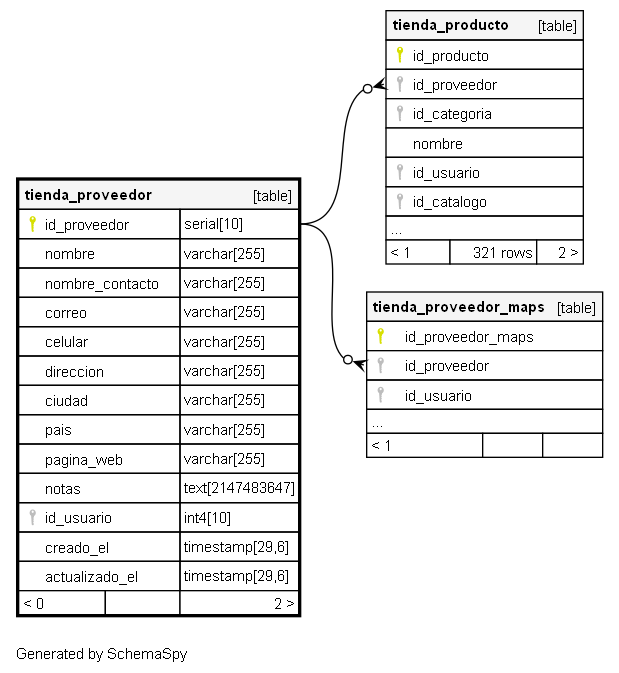 tienda_producto [table]
id_producto
id_proveedor
id_categoria
nombre
id_usuario
id_catalogo
...
< 1 321 rows 2 >
tienda_proveedor [table]
id_proveedor serial[10]
nombre varchar[255]
nombre_contacto varchar[255]
correo varchar[255]
celular varchar[255]
direccion varchar[255]
ciudad varchar[255]
pais varchar[255]
pagina_web varchar[255]
notas text[2147483647]
id_usuario int4[10]
creado_el timestamp[29,6]
actualizado_el timestamp[29,6]
< 0 2 >
tienda_proveedor_maps [table]
id_proveedor_maps
id_proveedor
id_usuario
...
< 1
Generated by SchemaSpy